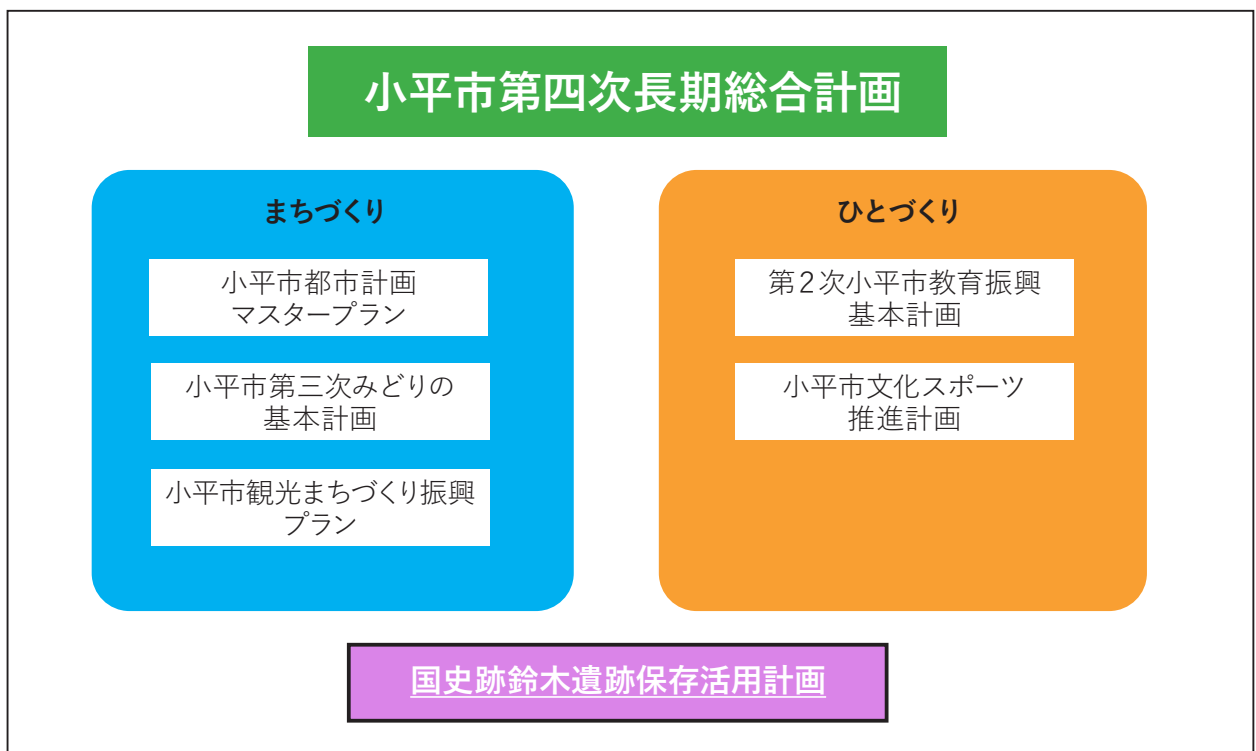 小平市第四次長期総合計画
まちづくり
小平市都市計画
マスタープラン
小平市第三次みどりの
基本計画
小平市観光まちづくり振興
プラン
ひとづくり
第２次小平市教育振興
基本計画
小平市文化スポーツ
推進計画
国史跡鈴木遺跡保存活用計画